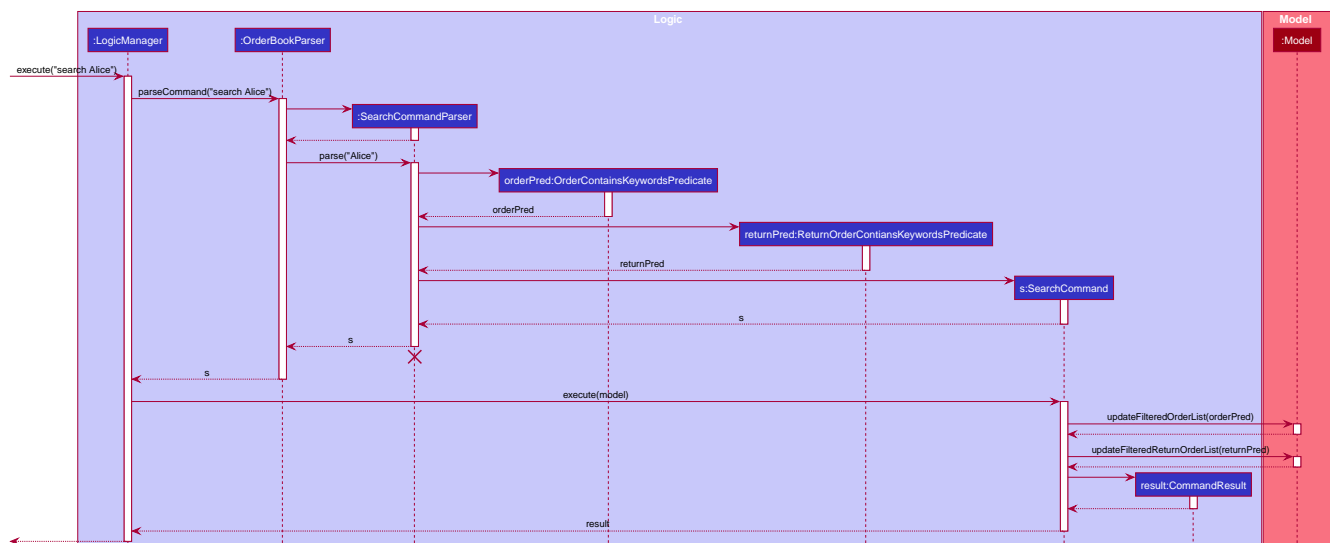 Logic
Model
:LogicManager
:OrderBookParser
:Model
execute("search Alice")
parseCommand("search Alice")
:SearchCommandParser
parse("Alice")
orderPred:OrderContainsKeywordsPredicate
orderPred
returnPred:ReturnOrderContiansKeywordsPredicate
returnPred
s:SearchCommand
s
s
s
execute(model)
updateFilteredOrderList(orderPred)
updateFilteredReturnOrderList(returnPred)
result:CommandResult
result